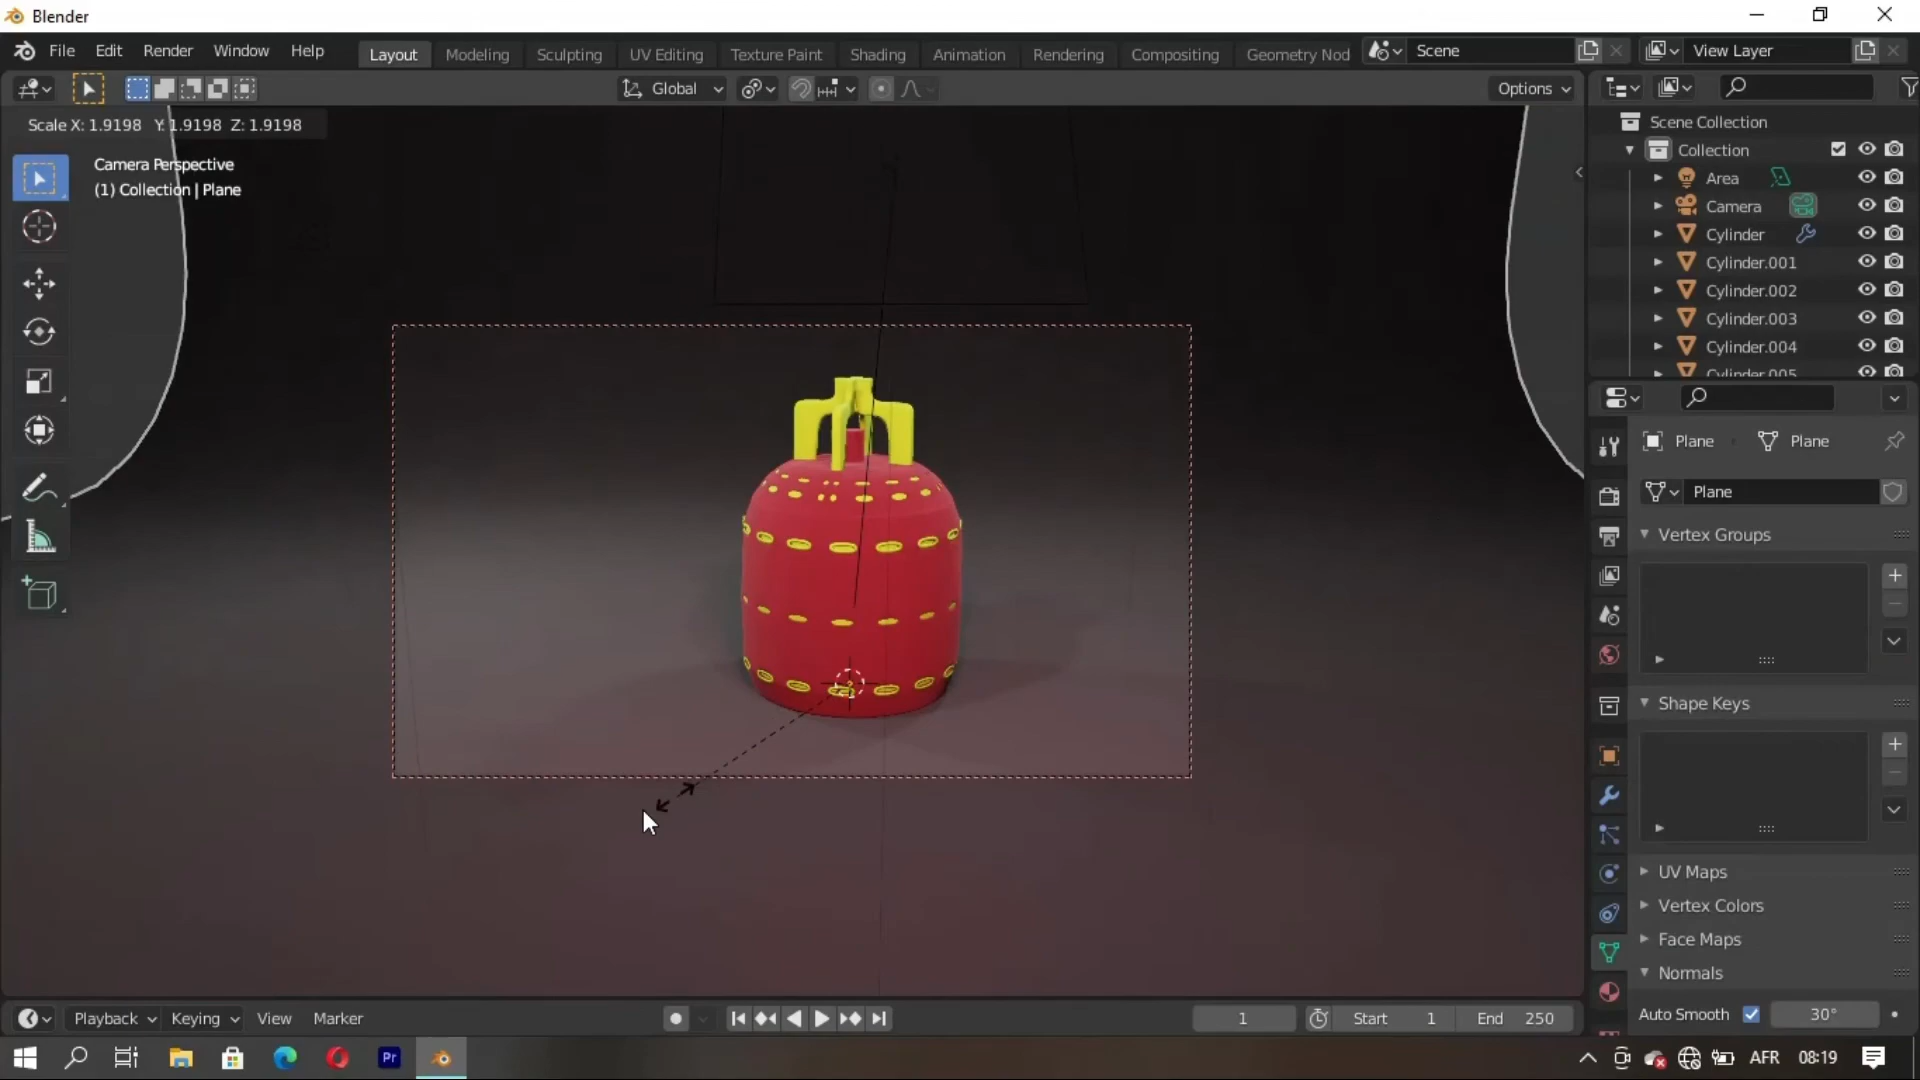 Blender
File Edit Render Window Help Layout Modeling Sculpting UV Editing Texture Paint Shading Animation Rendering Compositing Geometry Nod Scene View Layer
Global Options
Scale X: 1.9198 Y: 1.9198 Z: 1.9198
Camera Perspective
(1) Collection | Plane
Scene Collection
Collection
Area
Camera
Cylinder
Cylinder.001
Cylinder.002
Cylinder.003
Cylinder.004
Cylinder.005
Plane Plane
Plane
Vertex Groups
Shape Keys
UV Maps
Vertex Colors
Face Maps
Normals
Auto Smooth 30°
Playback Keying View Marker 1 Start 1 End 250
Pr AFR 08:19